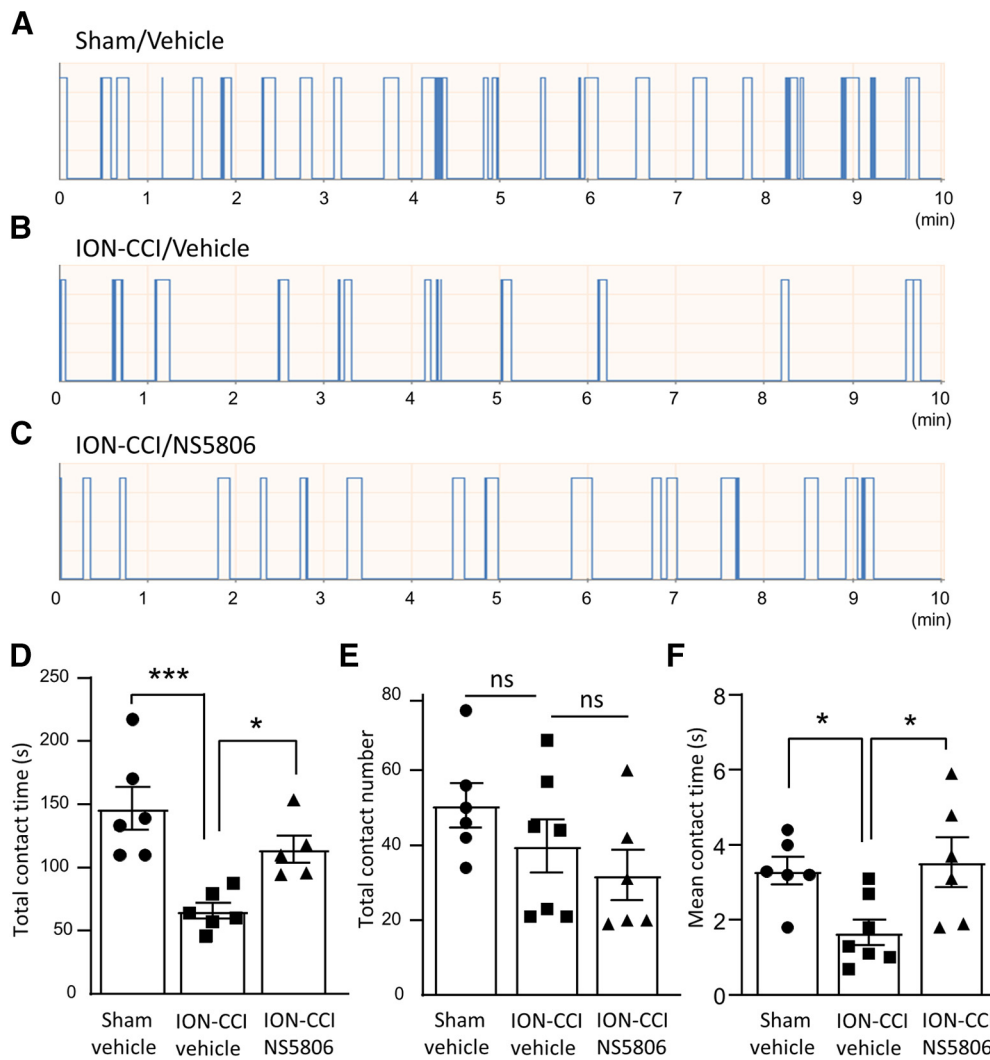 A
Sham/Vehicle
0 1 2 3 4 5 6 7 8 9 10
(min)
B
ION-CCI/Vehicle
0 1 2 3 4 5 6 7 8 9 10
(min)
C
ION-CCI/NS5806
0 1 2 3 4 5 6 7 8 9 10
(min)
D
Total contact time (s)
250
200
150
100
50
0
***
*
Sham ION-CCI ION-CCI
vehicle vehicle NS5806
E
Total contact number
80
60
40
20
0
ns
ns
Sham ION-CCI ION-CCI
vehicle vehicle NS5806
F
Mean contact time (s)
8
6
4
2
0
*
*
Sham ION-CCI ION-CC
vehicle vehicle NS5806